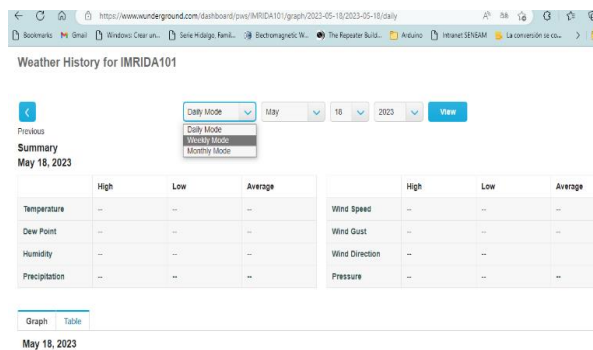 https://www.wunderground.com/dashboard/pws/IMRIDA101/graph/2023-05-18/2023-05-18/daily
Bookmarks Gmail Windows: Crear un... Serie Hidalgo, Famil... Electromagnetic W... The Repeater Build... Arduino Intranet SENEAM La conversión se co...
Weather History for IMRIDA101
Daily Mode May 18 2023 View
Previous
Daily Mode
Weekly Mode
Monthly Mode
Summary
May 18, 2023
High Low Average High Low Average
Temperature -- -- -- Wind Speed -- -- --
Dew Point -- -- -- Wind Gust -- --
Humidity -- -- -- Wind Direction -- --
Precipitation -- -- -- Pressure -- -- --
Graph Table
May 18, 2023